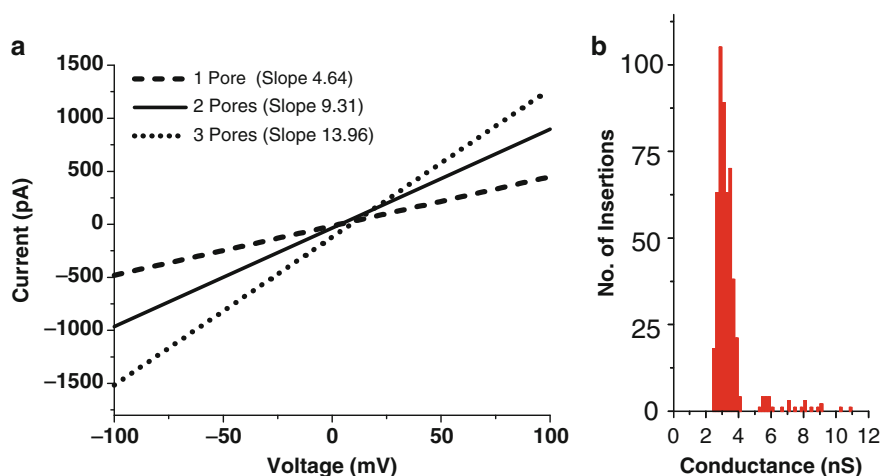 a
1500
1000
500
0
−500
−1000
−1500
Current (pA)
1 Pore (Slope 4.64)
2 Pores (Slope 9.31)
3 Pores (Slope 13.96)
−100
−50
0
50
100
Voltage (mV)
b
100
75
50
25
0
No. of Insertions
0 2 4 6 8 10 12
Conductance (nS)